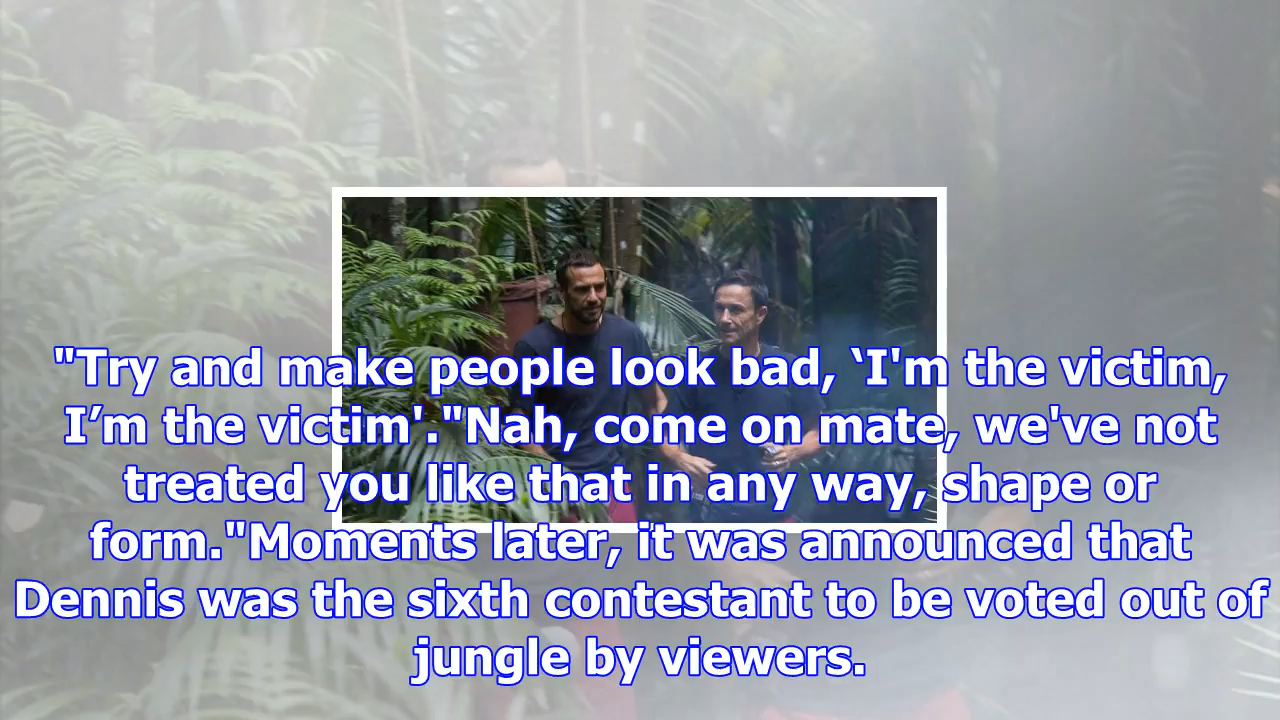 "Try and make people look bad, ‘I'm the victim,
I’m the victim'."Nah, come on mate, we've not
treated you like that in any way, shape or
form."Moments later, it was announced that
Dennis was the sixth contestant to be voted out of
jungle by viewers.